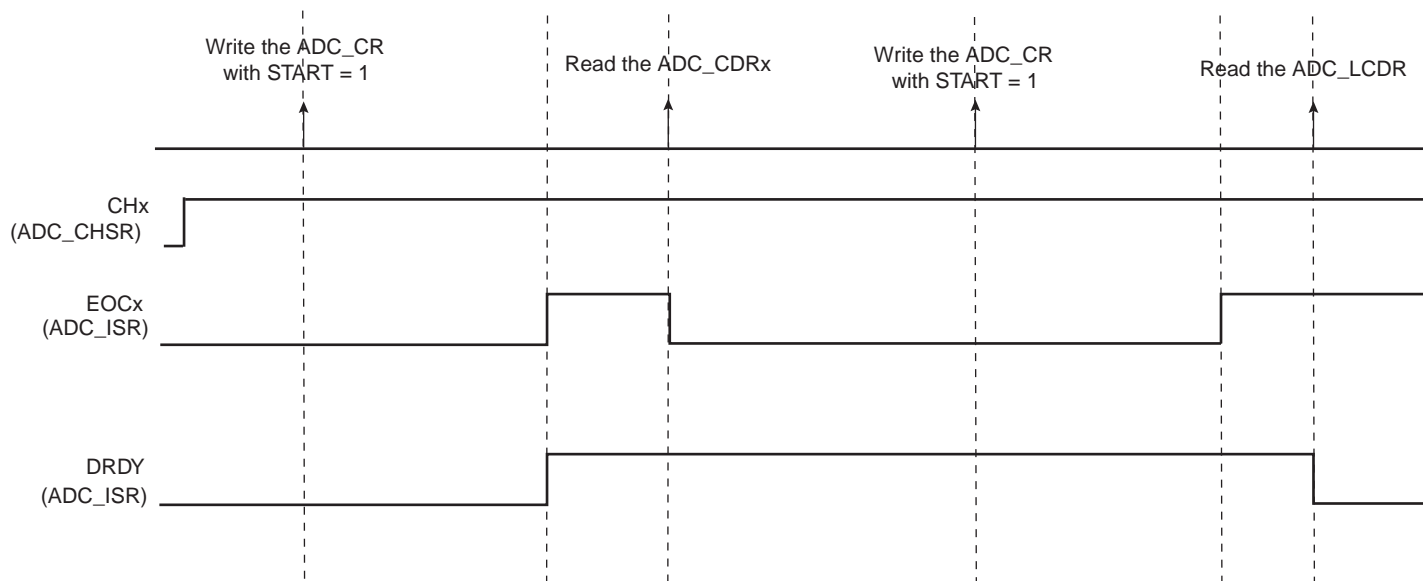 Write the ADC_CR
with START = 1
Read the ADC_CDRx
Write the ADC_CR
with START = 1
Read the ADC_LCDR
CHx
(ADC_CHSR)
EOCx
(ADC_ISR)
DRDY
(ADC_ISR)